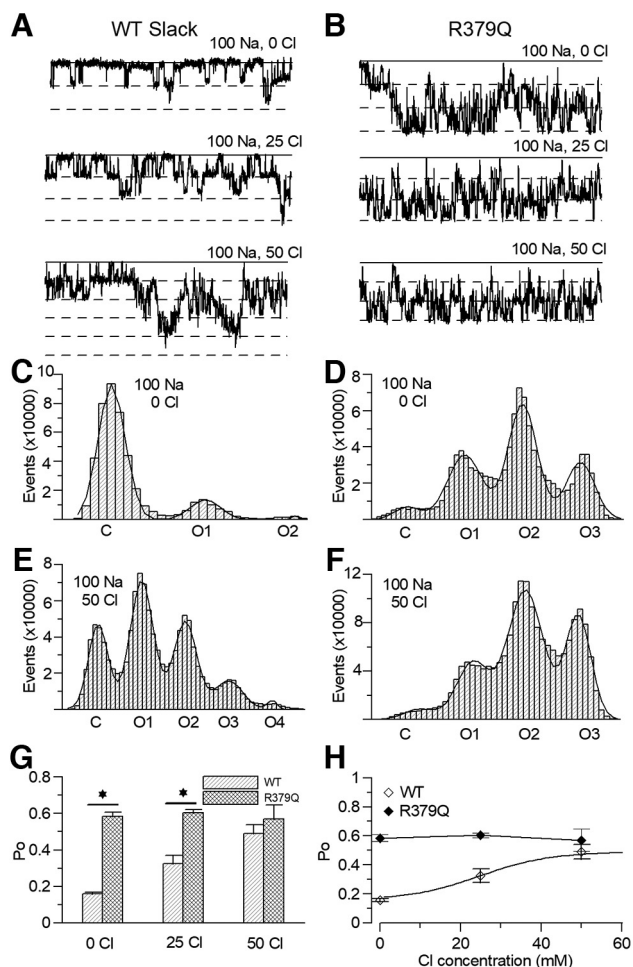 A WT Slack
100 Na, 0 Cl
100 Na, 25 Cl
100 Na, 50 Cl
B R379Q
100 Na, 0 Cl
100 Na, 25 Cl
100 Na, 50 Cl
C
Events (x10000)
10
8
6
4
2
100 Na
0 Cl
C O1 O2
D
Events (x10000)
8
6
4
2
100 Na
0 Cl
C O1 O2 O3
E
Events (x10000)
8
6
4
2
100 Na
50 Cl
C O1 O2 O3 O4
F
Events (x10000)
12
8
4
100 Na
50 Cl
C O1 O2 O3
G
Po
0.8
0.6
0.4
0.2
0
WT
R379Q
0 Cl 25 Cl 50 Cl
H
WT
R379Q
Po
1
0.8
0.6
0.4
0.2
0
0 20 40 60
Cl concentration (mM)